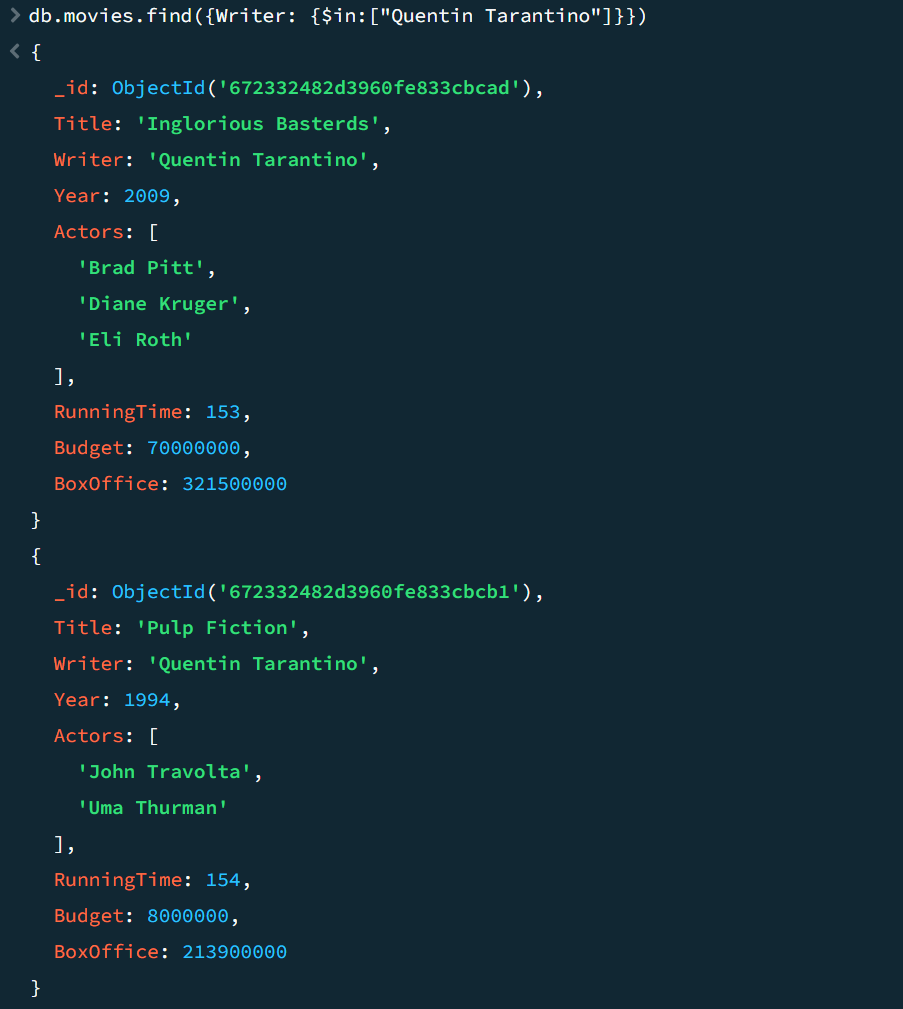 > db.movies.find({Writer: {$in:["Quentin Tarantino"]}})
< {
_id: ObjectId('672332482d3960fe833cbcad'),
Title: 'Inglorious Basterds',
Writer: 'Quentin Tarantino',
Year: 2009,
Actors: [
'Brad Pitt',
'Diane Kruger',
'Eli Roth'
],
RunningTime: 153,
Budget: 70000000,
BoxOffice: 321500000
}
{
_id: ObjectId('672332482d3960fe833cbcb1'),
Title: 'Pulp Fiction',
Writer: 'Quentin Tarantino',
Year: 1994,
Actors: [
'John Travolta',
'Uma Thurman'
],
RunningTime: 154,
Budget: 8000000,
BoxOffice: 213900000
}